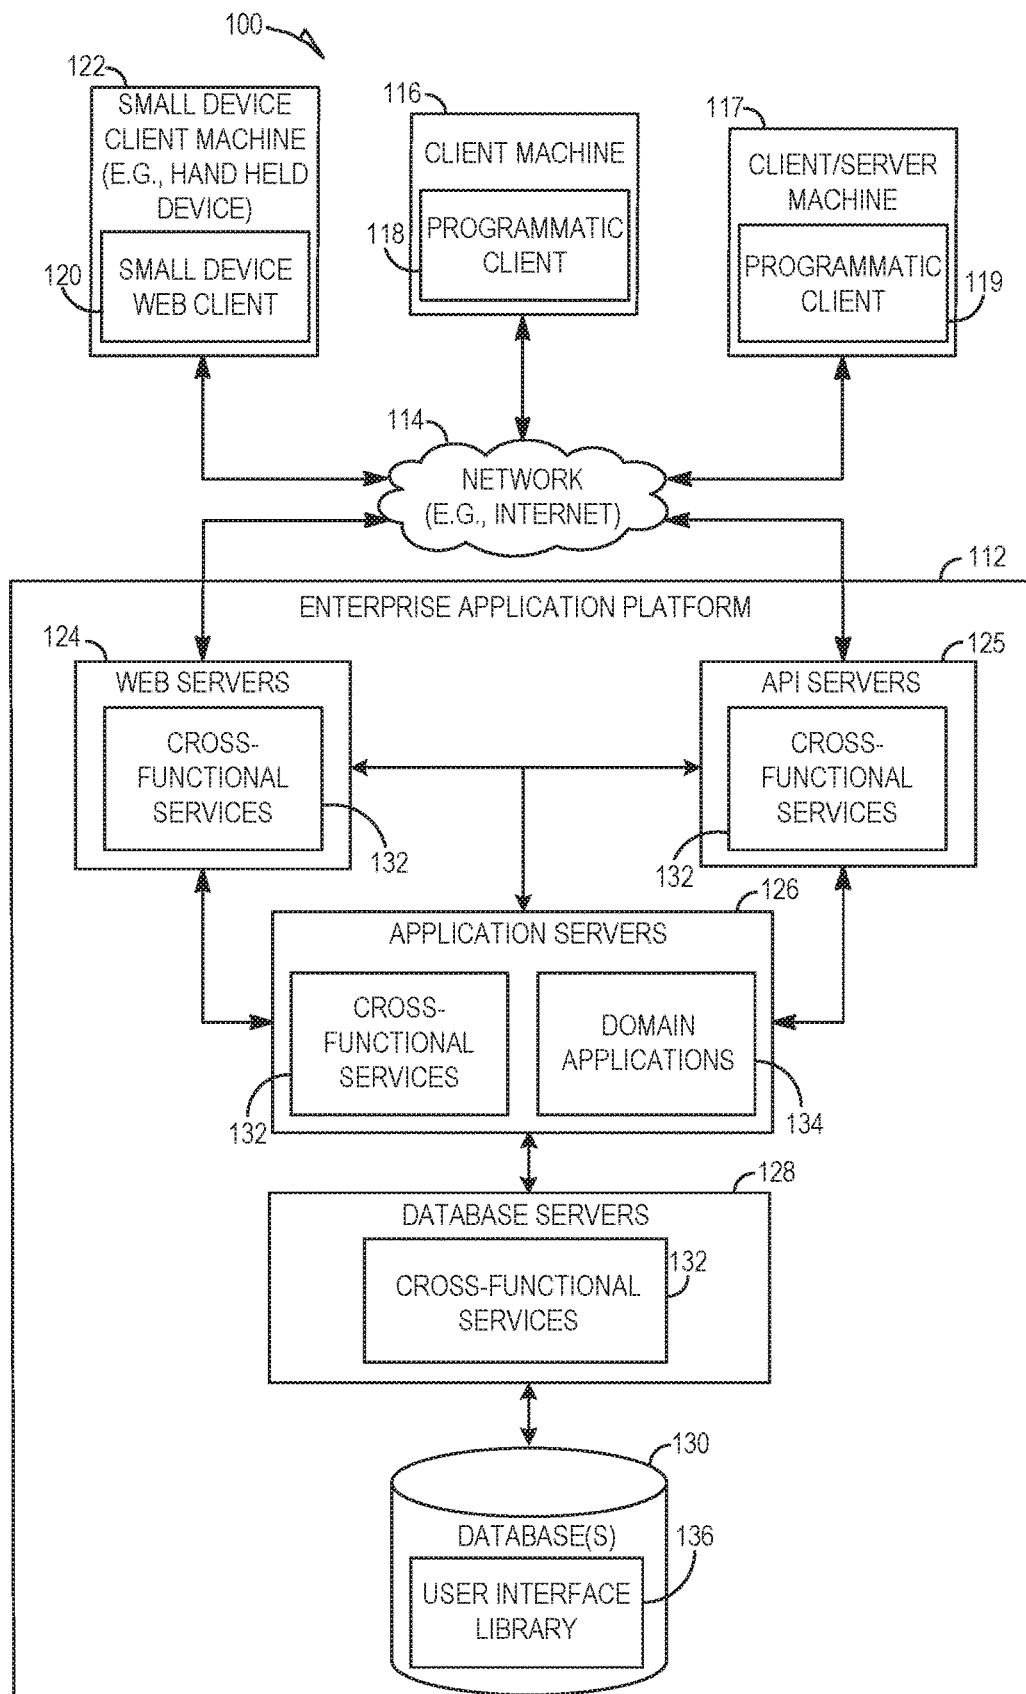 100
122
SMALL DEVICE
CLIENT MACHINE
(E.G., HAND HELD
DEVICE)
120
SMALL DEVICE
WEB CLIENT
116
CLIENT MACHINE
118
PROGRAMMATIC
CLIENT
117
CLIENT/SERVER
MACHINE
PROGRAMMATIC
CLIENT
119
114
NETWORK
(E.G., INTERNET)
112
ENTERPRISE APPLICATION PLATFORM
124
WEB SERVERS
CROSS-
FUNCTIONAL
SERVICES
132
125
API SERVERS
CROSS-
FUNCTIONAL
SERVICES
132
126
APPLICATION SERVERS
CROSS-
FUNCTIONAL
SERVICES
132
DOMAIN
APPLICATIONS
134
128
DATABASE SERVERS
132
CROSS-FUNCTIONAL
SERVICES
130
DATABASE(S)
136
USER INTERFACE
LIBRARY